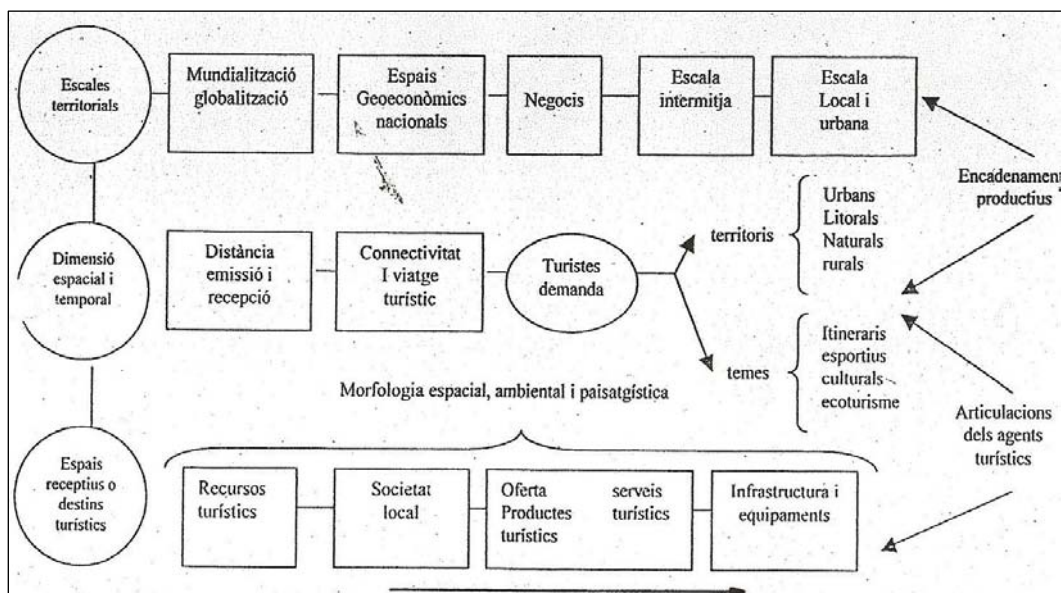 Escales
territorials
Mundialització
globalització
Espais
Geoeconòmics
nacionals
Negocis
Escala
intermitja
Escala
Local i
urbana
Encadenament
productius
Dimensió
espacial i
temporal
Distància
emissió i
recepció
Connectivitat
I viatge
turístic
Turistes
demanda
territoris
Urbans
Litorals
Naturals
rurals
temes
Itineraris
esportius
culturals
ecoturisme
Articulacions
dels agents
turístics
Morfologia espacial, ambiental i paisatgística
Espais
receptius o
destins
turístics
Recursos
turístics
Societat
local
Oferta serveis
Productes turístics
turístics
Infrastructura i
equipaments